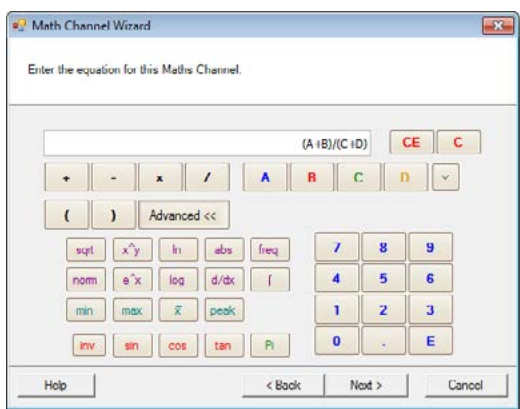 Math Channel Wizard
Enter the equation for this Maths Channel.
(A+B)/(C+D) CE C
+ - x / A B C D
( ) Advanced <<
sqrt x^y ln abs freq 7 8 9
norm e^x log d/dx ∫ 4 5 6
min max x̅ peak 1 2 3
inv sin cos tan Pi 0 . E
Help < Back Next > Cancel